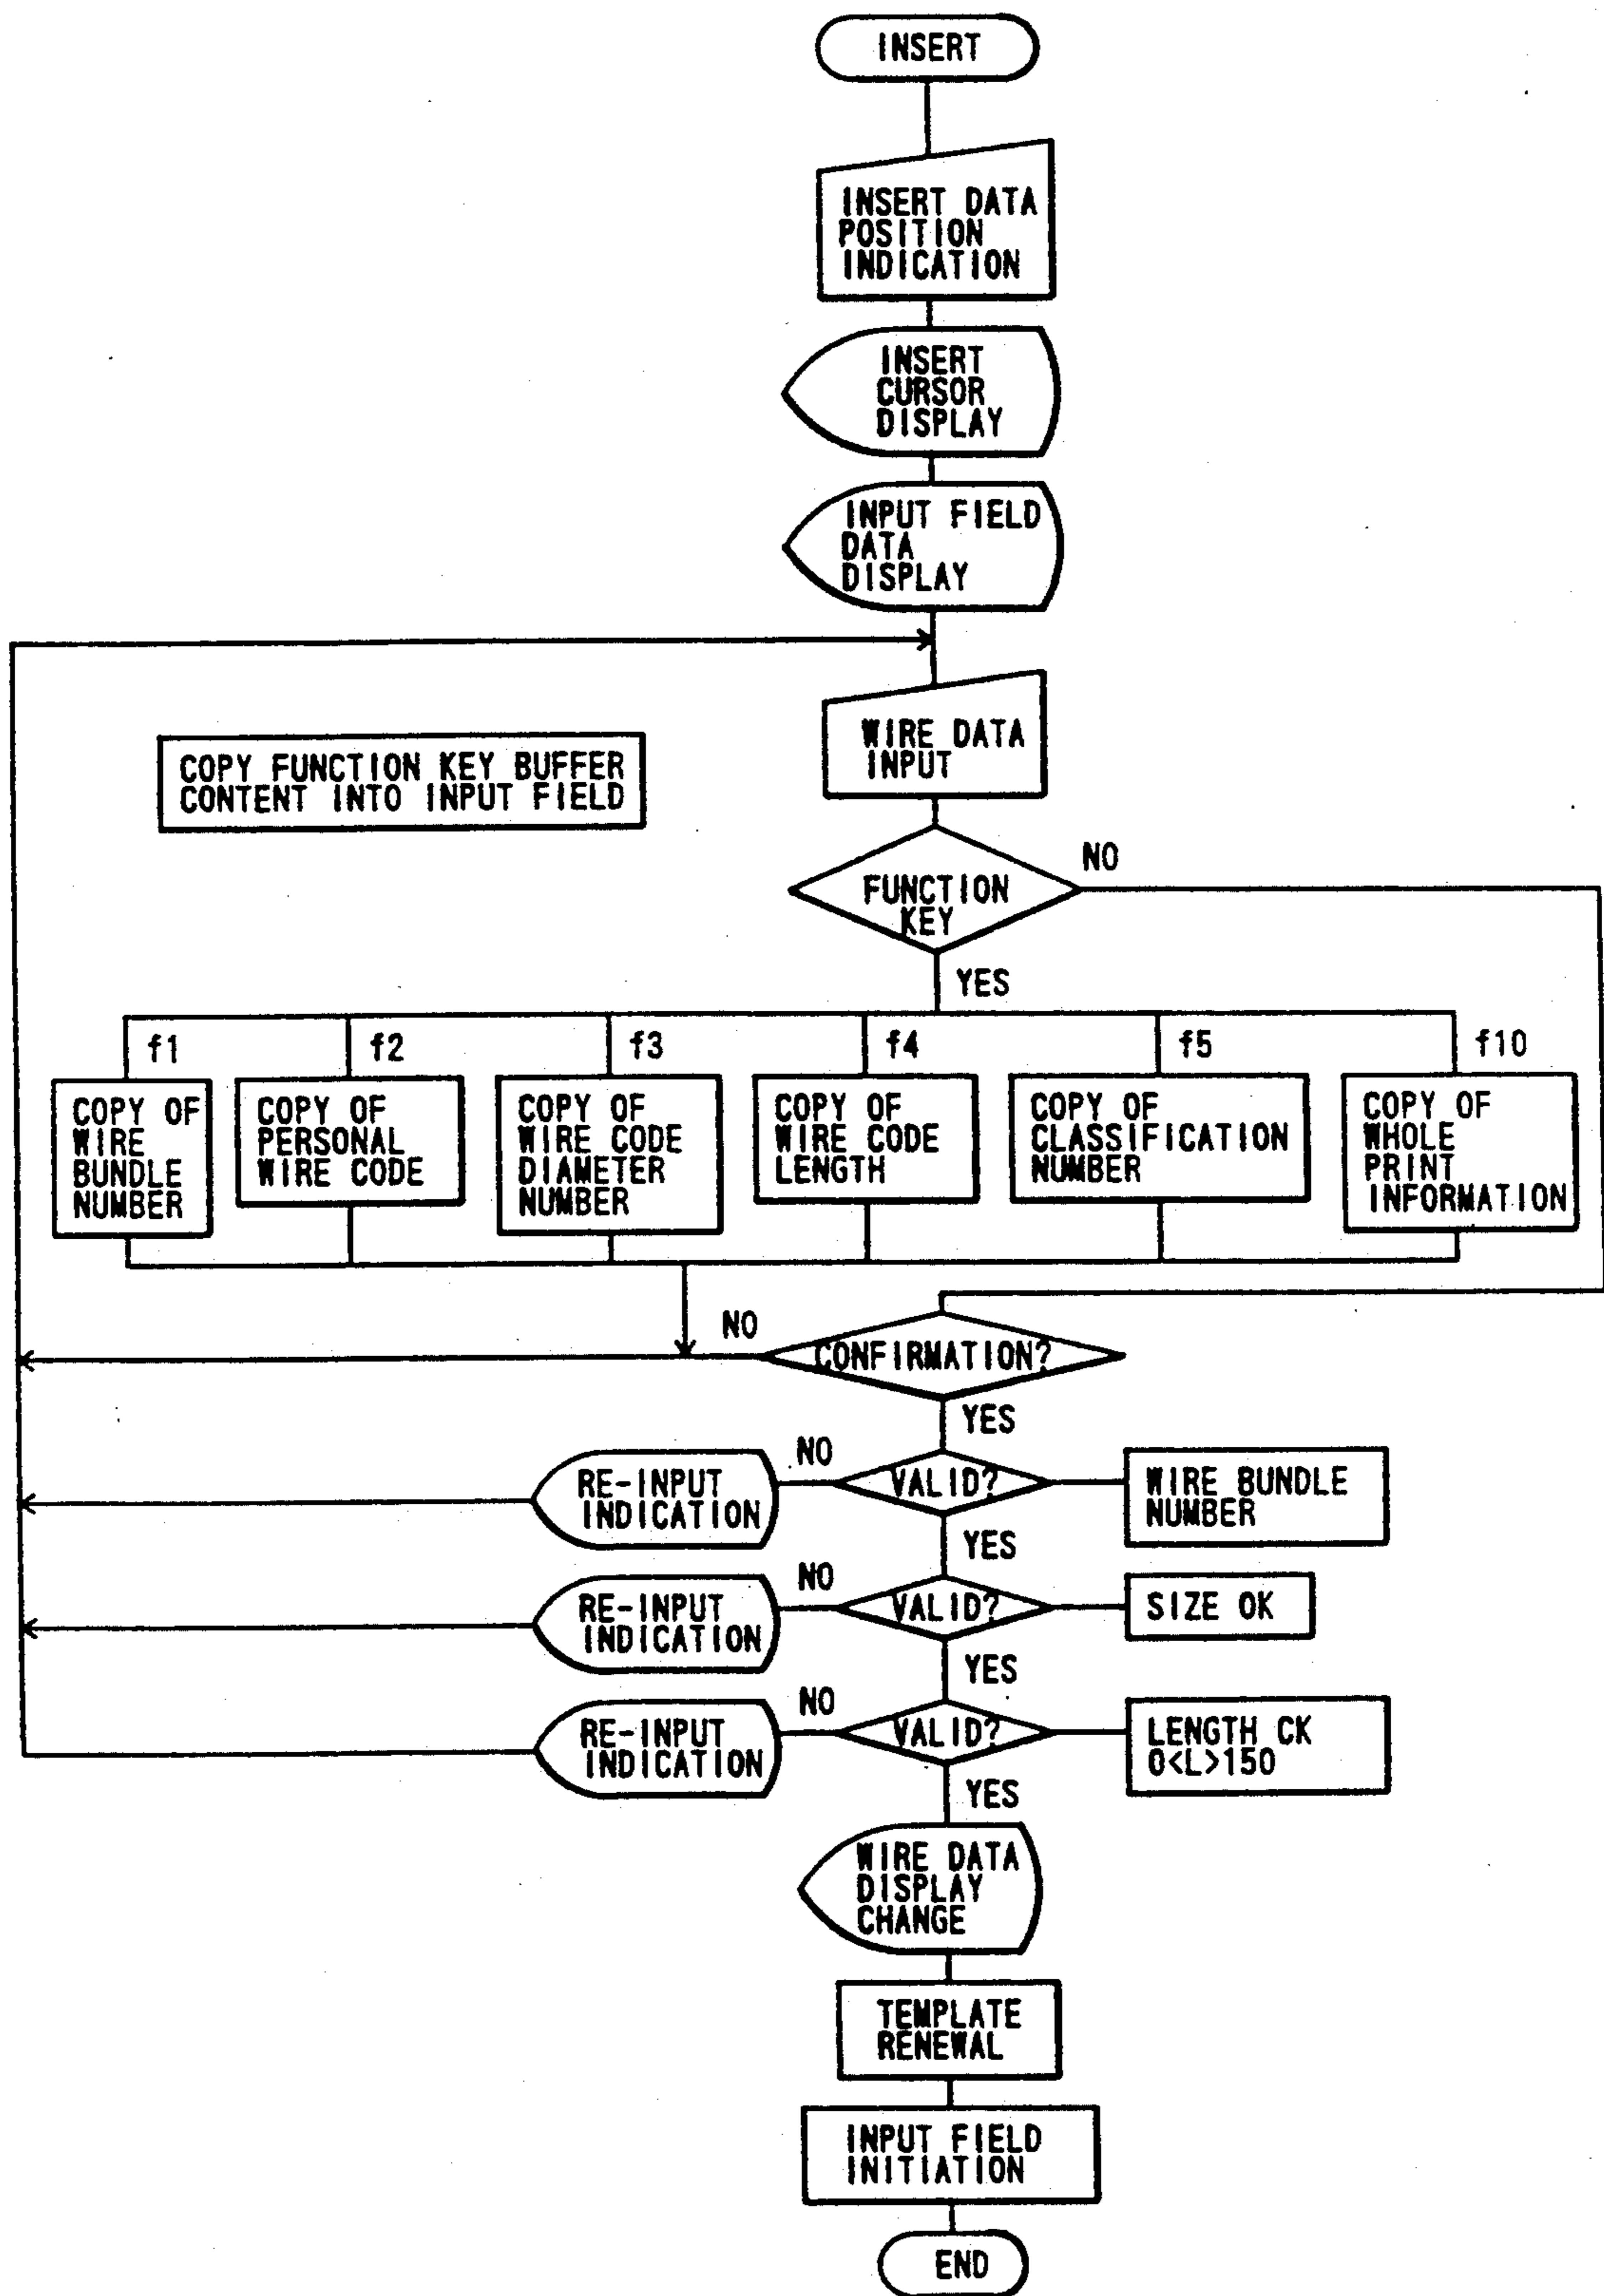 INSERT
INSERT DATA
POSITION
INDICATION
INSERT
CURSOR
DISPLAY
INPUT FIELD
DATA
DISPLAY
WIRE DATA
INPUT
COPY FUNCTION KEY BUFFER
CONTENT INTO INPUT FIELD
NO
FUNCTION
KEY
YES
f1
f2
f3
f4
f5
f10
COPY OF
WIRE
BUNDLE
NUMBER
COPY OF
PERSONAL
WIRE CODE
COPY OF
WIRE CODE
DIAMETER
NUMBER
COPY OF
WIRE CODE
LENGTH
COPY OF
CLASSIFICATION
NUMBER
COPY OF
WHOLE
PRINT
INFORMATION
NO
CONFIRMATION?
YES
RE-INPUT
INDICATION
NO
VALID?
WIRE BUNDLE
NUMBER
YES
RE-INPUT
INDICATION
NO
VALID?
SIZE OK
YES
RE-INPUT
INDICATION
NO
VALID?
LENGTH CK
0<L>150
YES
WIRE DATA
DISPLAY
CHANGE
TEMPLATE
RENEWAL
INPUT FIELD
INITIATION
END